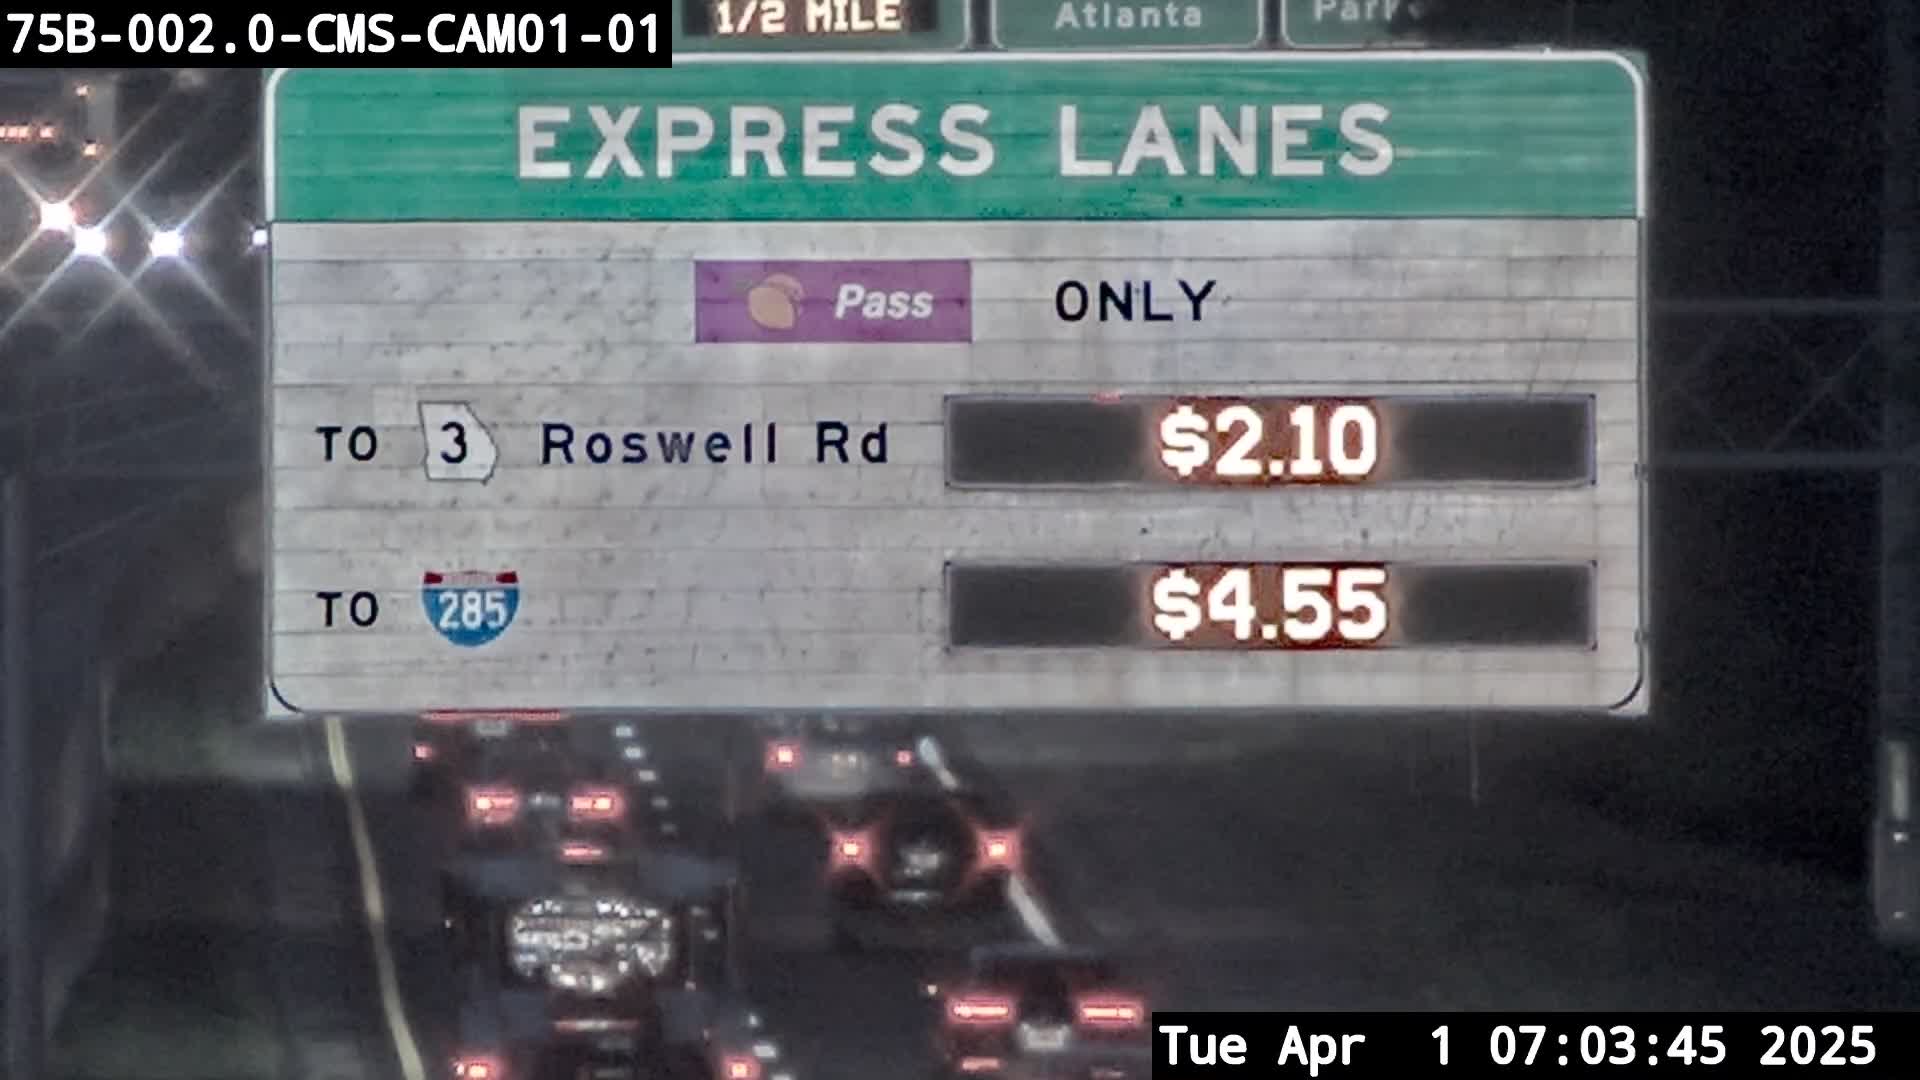 75B-002.0-CMS-CAM01-01
1/2 MILE
Atlanta
EXPRESS LANES
Pass ONLY
TO 3 Roswell Rd $2.10
TO 285 $4.55
Tue Apr 1 07:03:45 2025